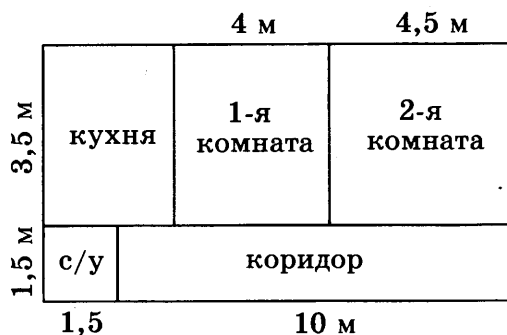 4 м 4,5 м
3,5 м
кухня
1-я
комната
2-я
комната
1,5 м
с/у
коридор
1,5 10 м